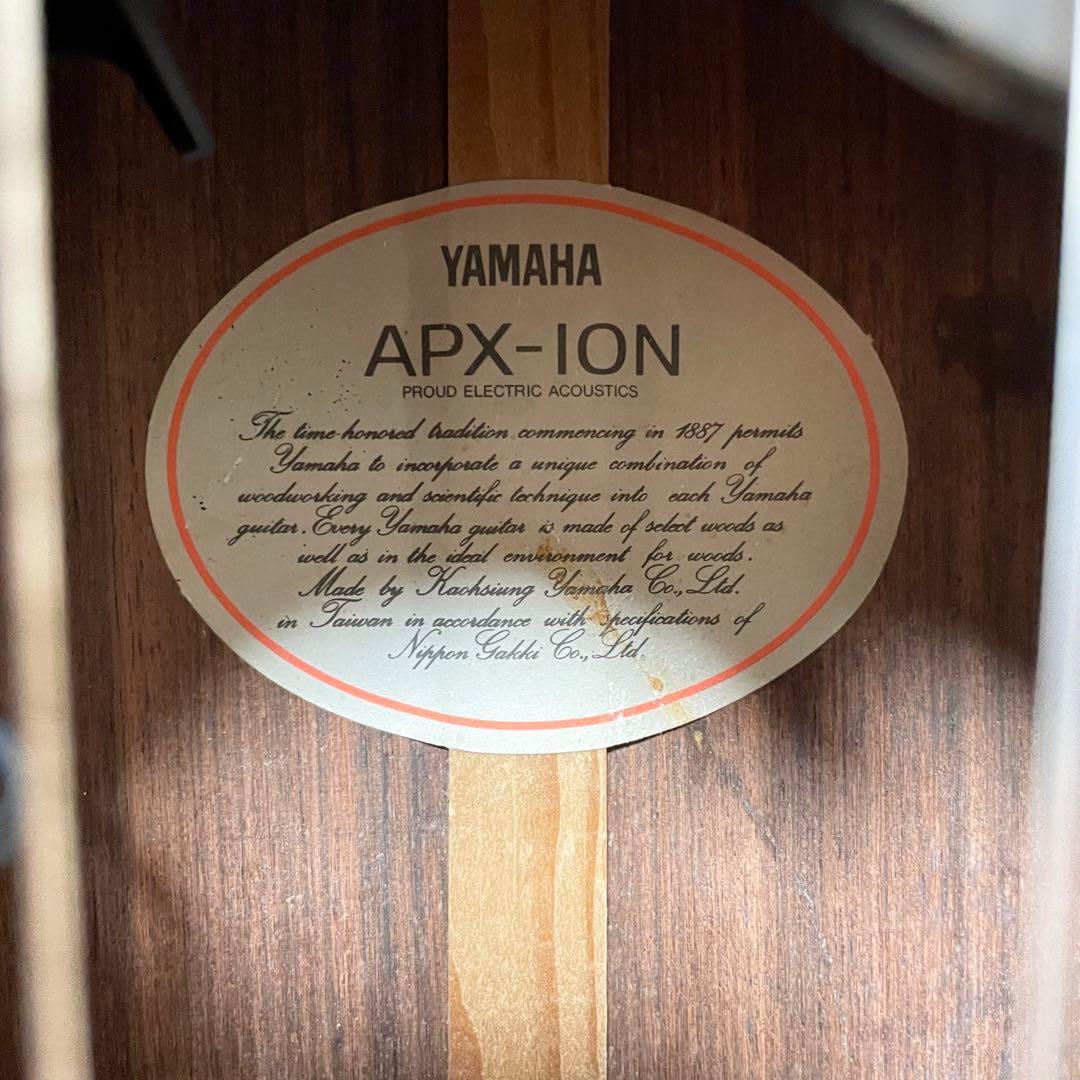 YAMAHA
APX-10N
PROUD ELECTRIC ACOUSTICS
The time-honored tradition commencing in 1887 permits
Yamaha to incorporate a unique combination of
woodworking and scientific technique into each Yamaha
guitar. Every Yamaha guitar is made of select woods as
well as in the ideal environment for woods.
Made by Kaohsiung Yamaha Co., Ltd.
in Taiwan in accordance with specifications of
Nippon Gakki Co., Ltd.